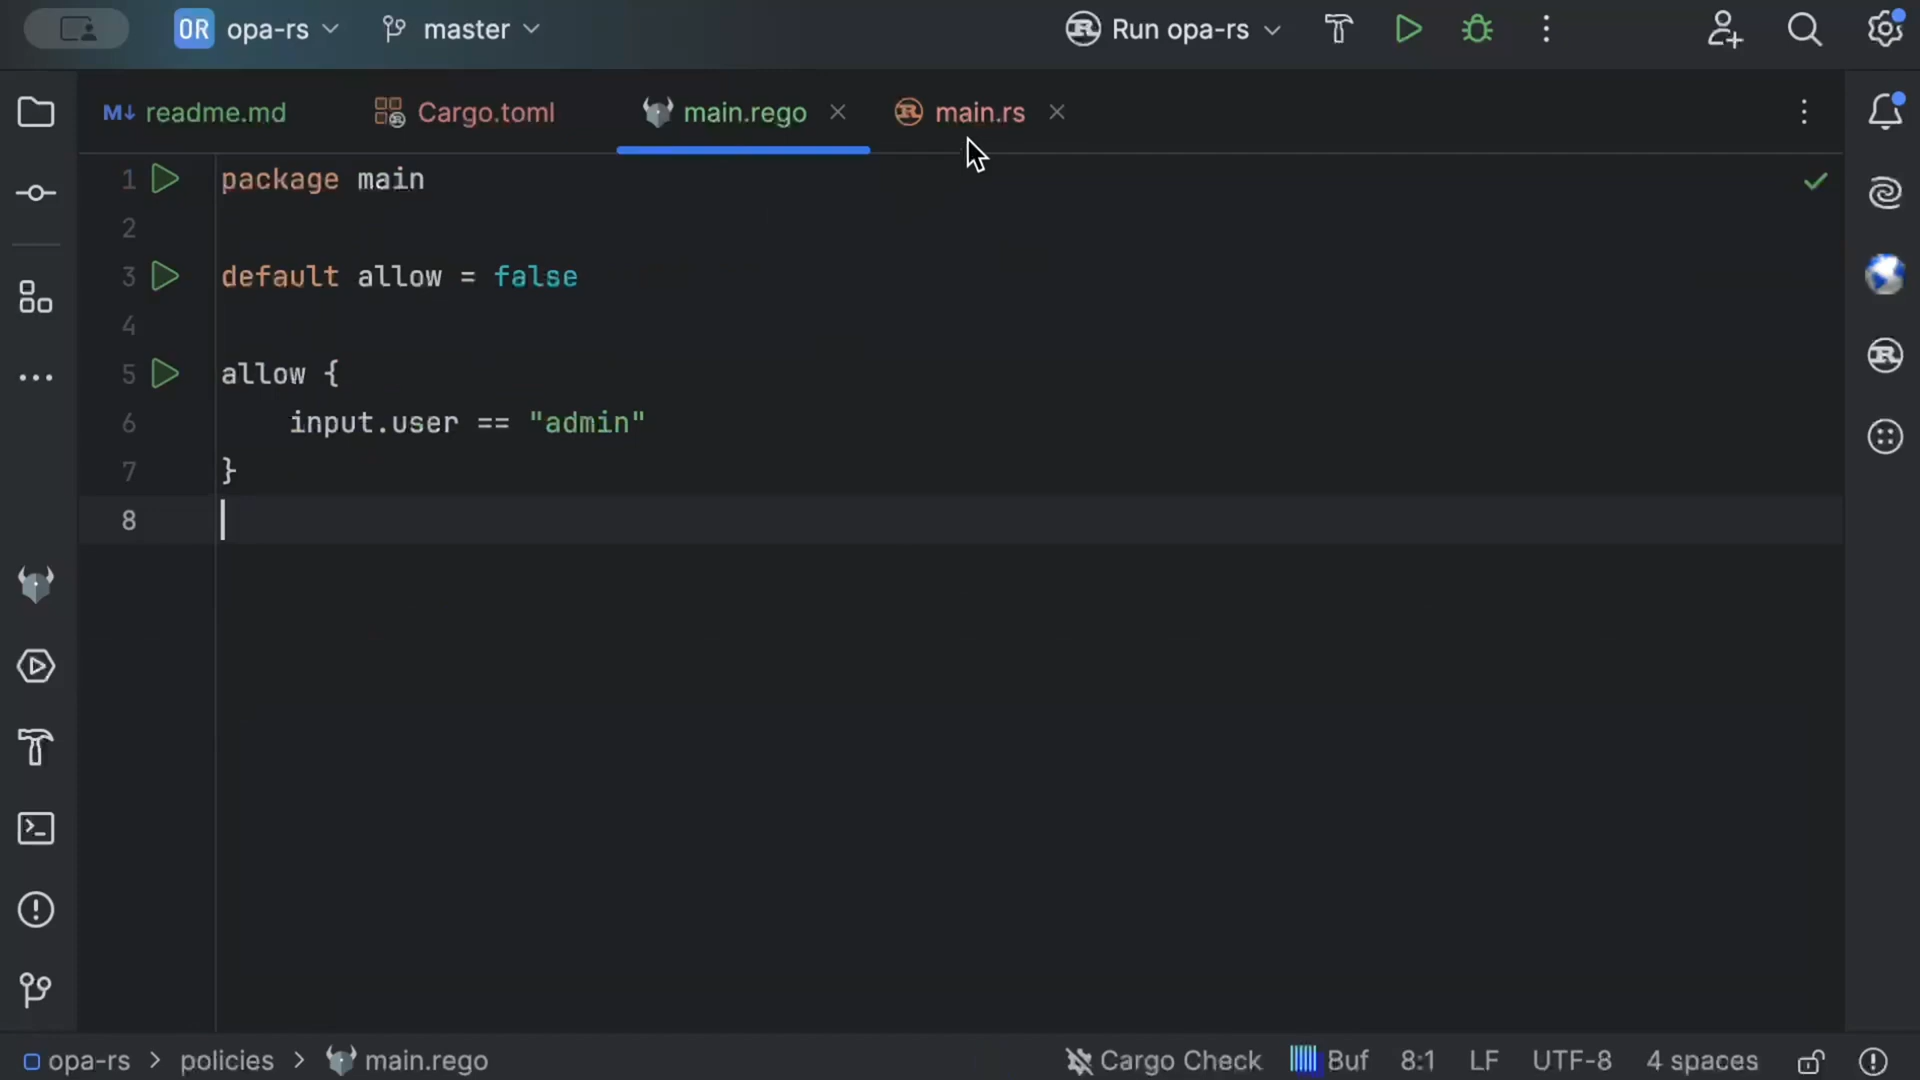 OR opa-rs master Run opa-rs
M↓ readme.md Cargo.toml main.rego main.rs
1 package main
2
3 default allow = false
4
5 allow {
6     input.user == "admin"
7 }
8
opa-rs > policies > main.rego Cargo Check Buf 8:1 LF UTF-8 4 spaces